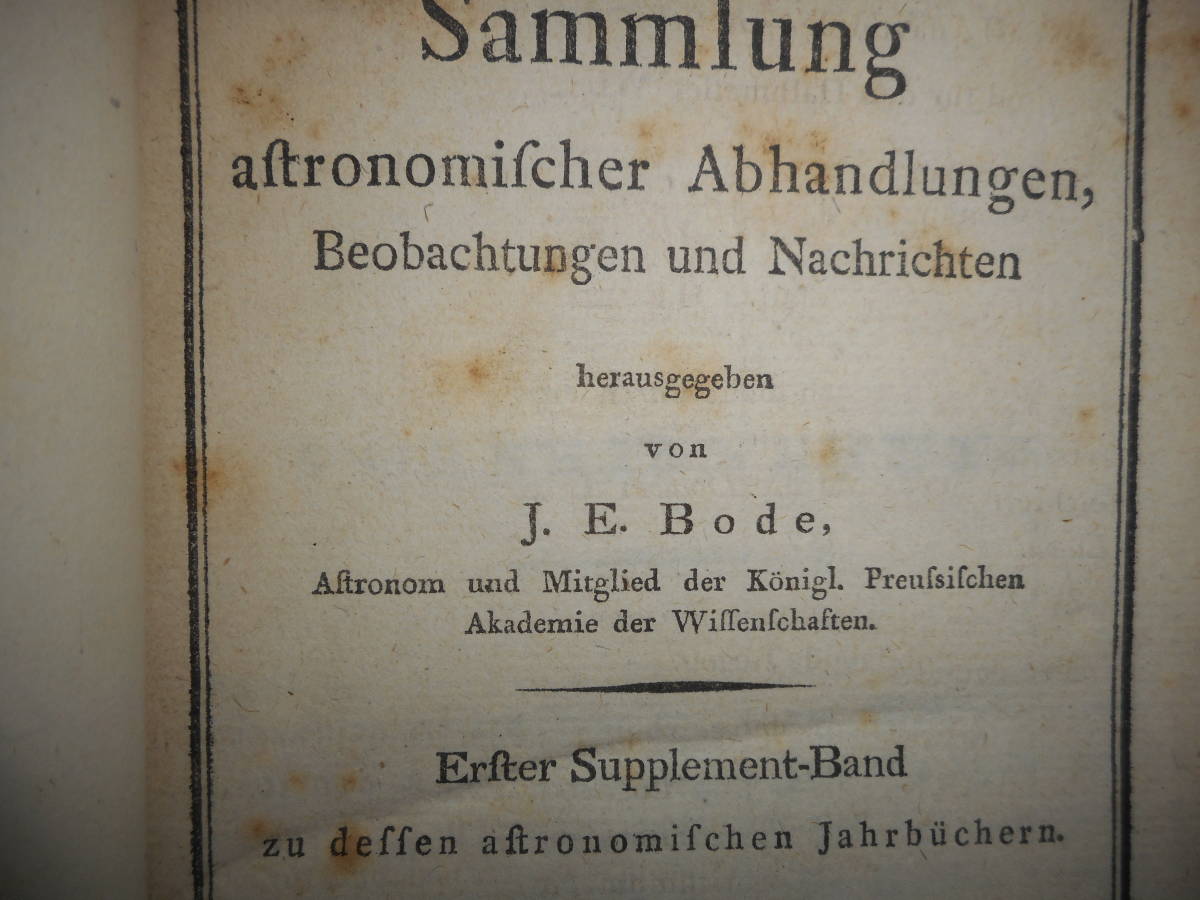 Sammlung
aſtronomiſcher Abhandlungen,
Beobachtungen und Nachrichten
herausgegeben
von
J. E. Bode,
Aſtronom und Mitglied der Königl. Preuſsiſchen
Akademie der Wiſſenſchaften.
Erſter Supplement-Band
zu deſſen aſtronomiſchen Jahrbüchern.